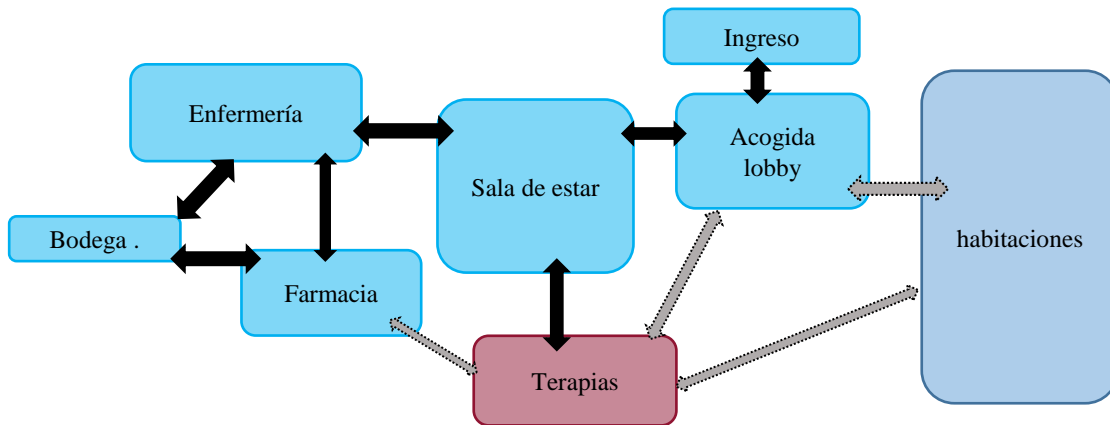 Ingreso
Enfermería
Acogida
lobby
Sala de estar
Bodega .
habitaciones
Farmacia
Terapias